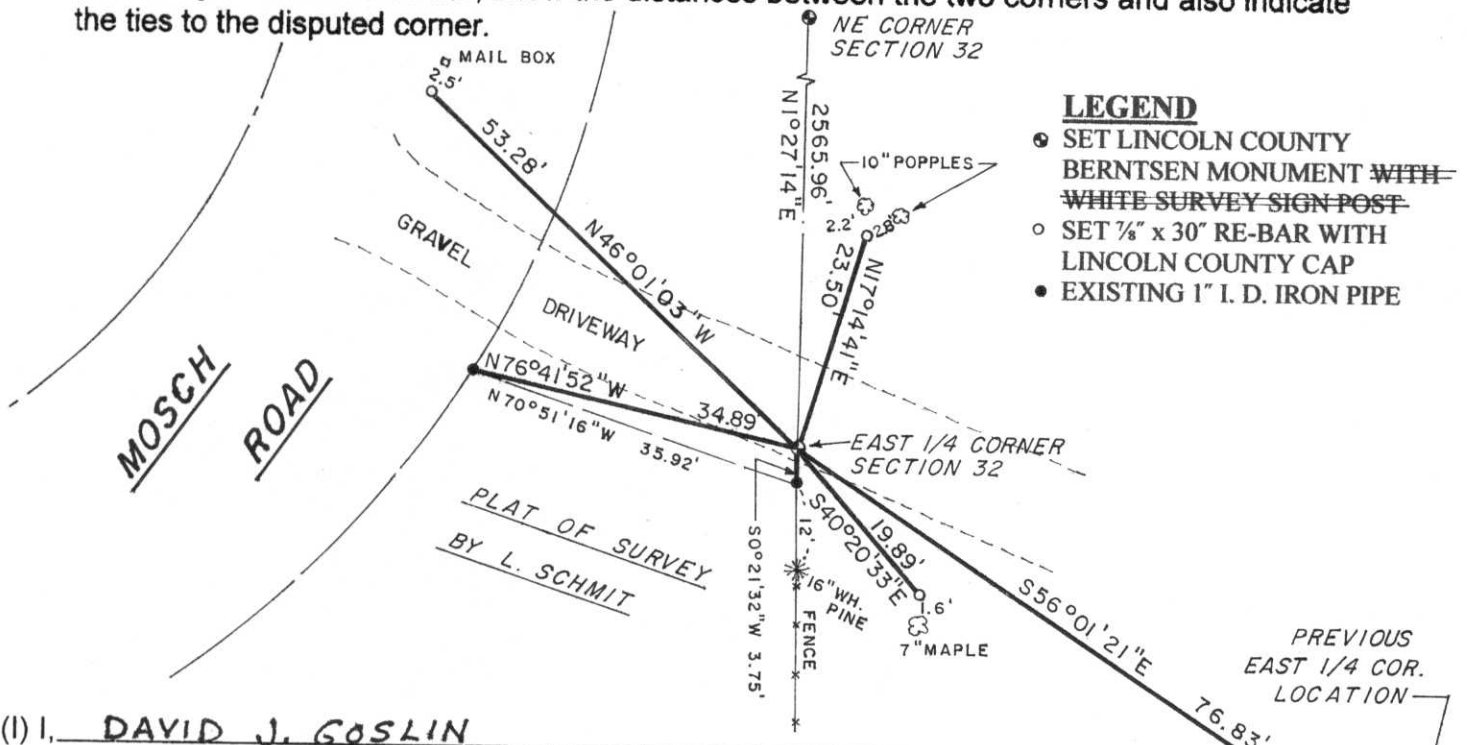 the ties to the disputed corner.
MAIL BOX
2.5'
53.28'
N46°01'03"W
GRAVEL
DRIVEWAY
MOSCH
ROAD
NE CORNER
SECTION 32
2565.96'
N1°27'14"E
10" POPPLES
2.2'
2.8'
23.50'
N17°14'41"E
LEGEND
SET LINCOLN COUNTY
BERNTSEN MONUMENT WITH
WHITE SURVEY SIGN POST
SET ⅞" x 30" RE-BAR WITH
LINCOLN COUNTY CAP
EXISTING 1" I. D. IRON PIPE
N76°41'52"W
34.89'
N70°51'16"W
35.92'
EAST 1/4 CORNER
SECTION 32
PLAT OF SURVEY
BY L. SCHMIT
S0°21'32"W 3.75'
12'
16" WH.
PINE
FENCE
19.89'
S40°20'33"E
1.6'
7" MAPLE
S56°01'21"E
76.83'
PREVIOUS
EAST 1/4 COR.
LOCATION
(I) I, DAVID J. GOSLIN